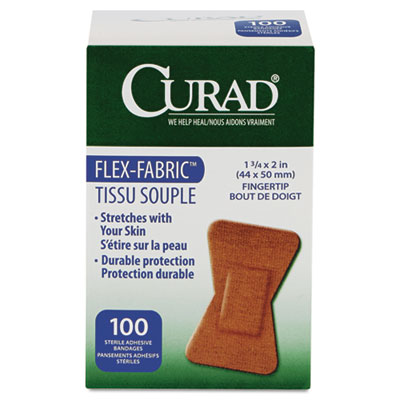 100
CURAD®
WE HELP HEAL/NOUS AIDONS VRAIMENT
FLEX-FABRIC™
TISSU SOUPLE
• Stretches with
Your Skin
S'étire sur la peau
• Durable protection
Protection durable
1 3/4 x 2 in
(44 x 50 mm)
FINGERTIP
BOUT DE DOIGT
100
STERILE ADHESIVE
BANDAGES
PANSEMENTS ADHÉSIFS
STÉRILES